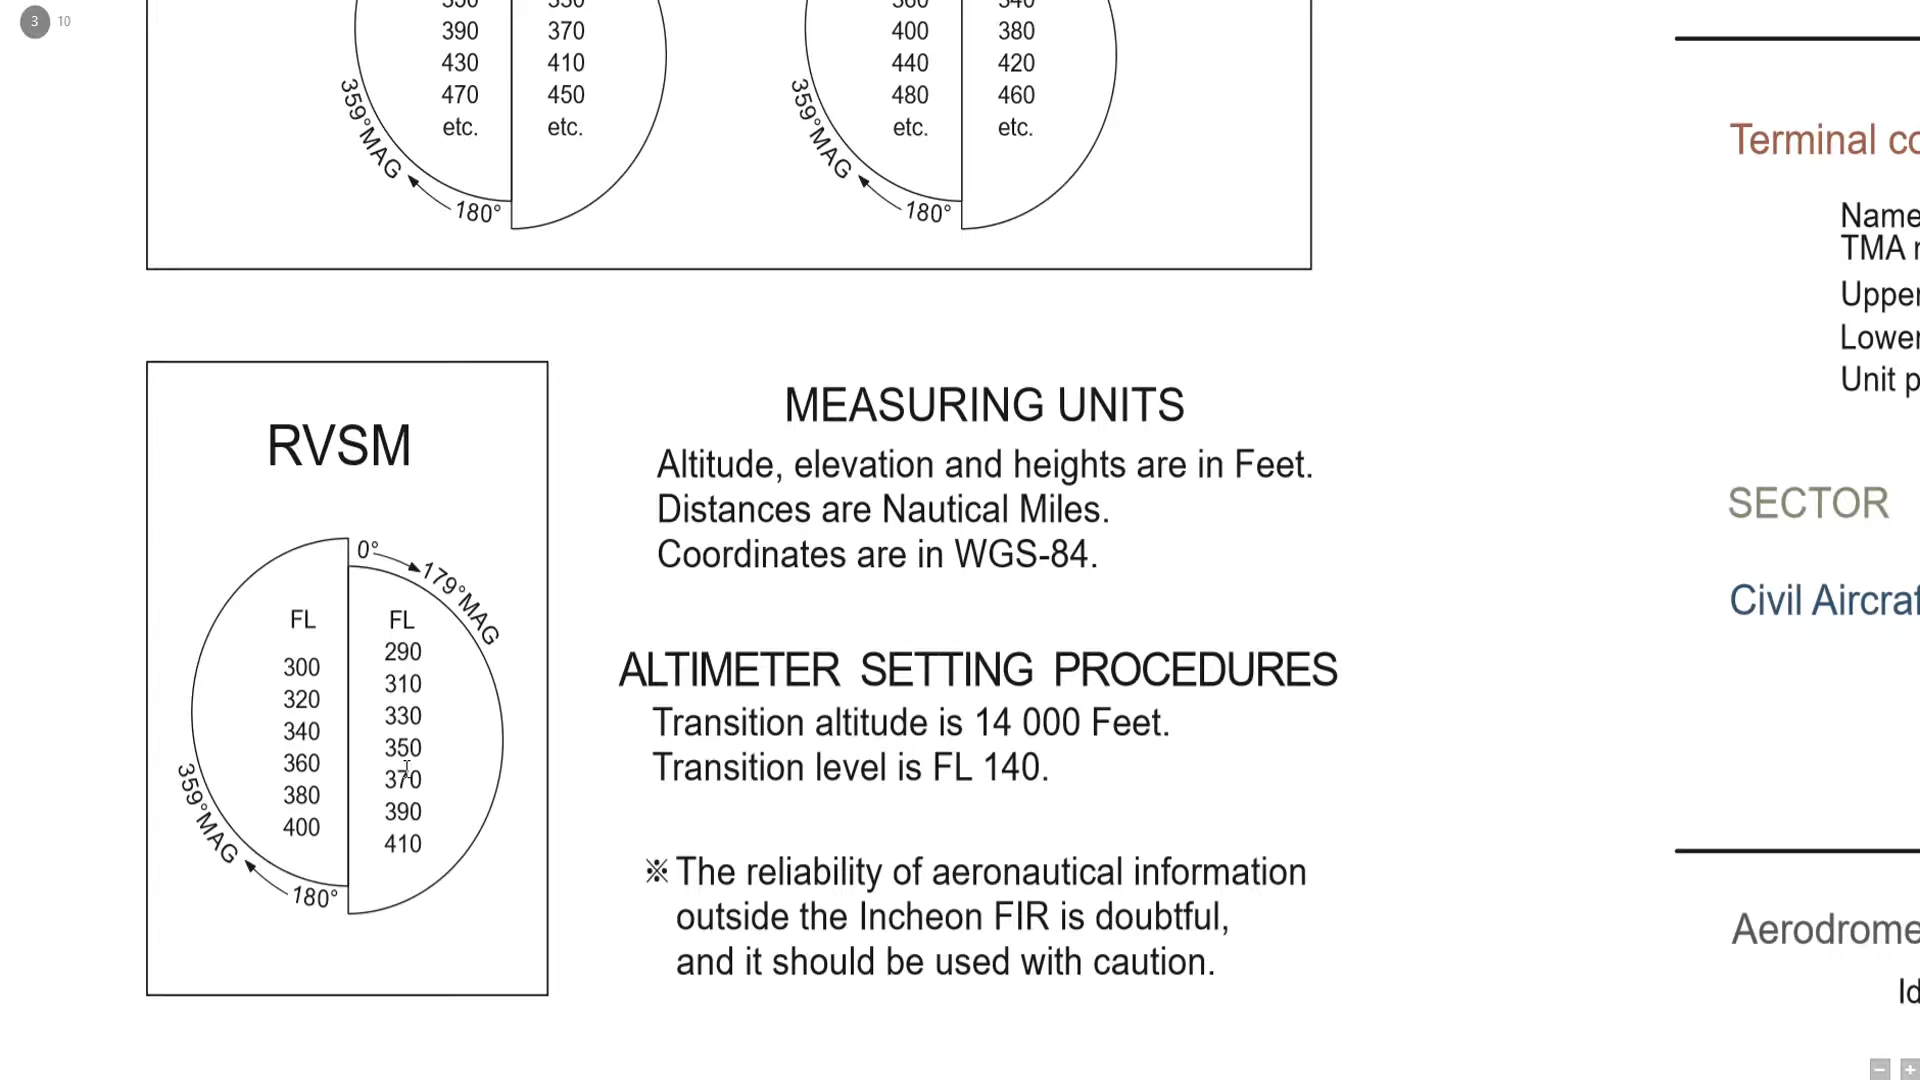 3 10
390
430
470
etc.
370
410
450
etc.
359°MAG
180°
400
440
480
etc.
380
420
460
etc.
359°MAG
180°
RVSM
0°
179°MAG
FL
300
320
340
360
380
400
FL
290
310
330
350
370
390
410
359°MAG
180°
MEASURING UNITS
Altitude, elevation and heights are in Feet.
Distances are Nautical Miles.
Coordinates are in WGS-84.
ALTIMETER SETTING PROCEDURES
Transition altitude is 14 000 Feet.
Transition level is FL 140.
※ The reliability of aeronautical information
outside the Incheon FIR is doubtful,
and it should be used with caution.
Terminal
Name
TMA
Upper
Lower
Unit
SECTOR
Civil
Aerodrome